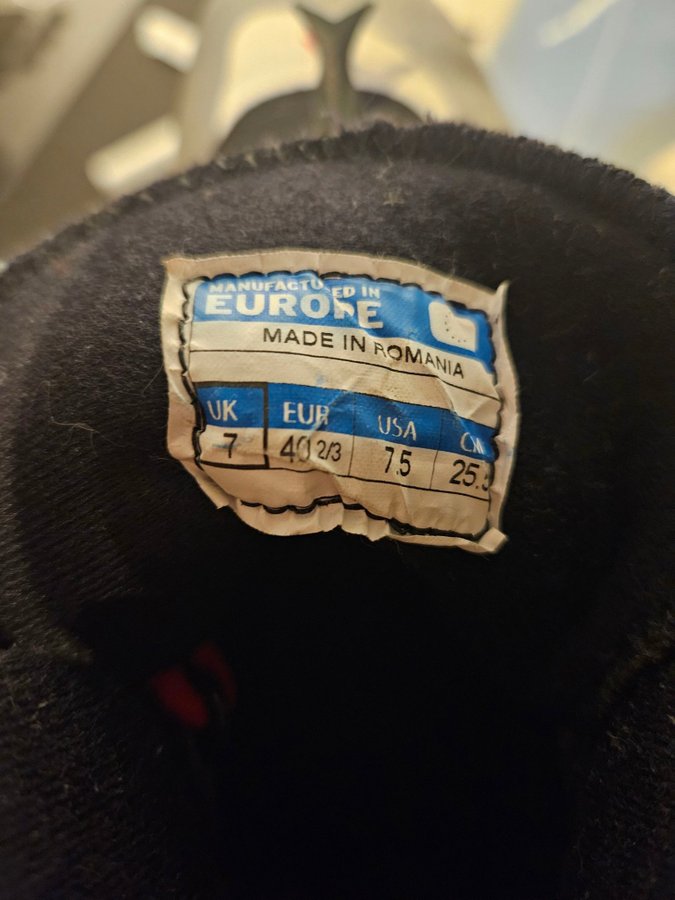 MANUFACTURED IN
EUROPE
MADE IN ROMANIA
UK EUR USA CM
7 40 2/3 7.5 25.5